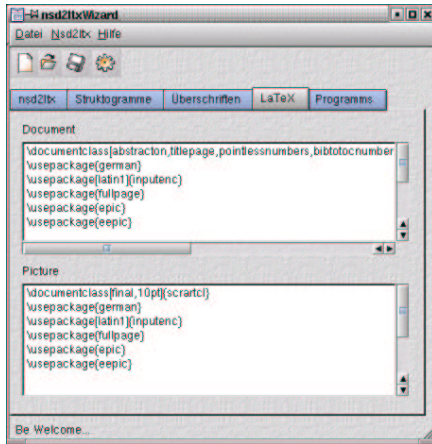 nsd2ltxWizard
Datei Nsd2ltx Hilfe
nsd2ltx Struktogramme Überschriften LaTeX Programms
Document
\documentclass[abstracton,titlepage,pointlessnumbers,bibtotocnumber
\usepackage{german}
\usepackage[latin1]{inputenc}
\usepackage{fullpage}
\usepackage{epic}
\usepackage{eepic}
Picture
\documentclass[final,10pt]{scrartcl}
\usepackage{german}
\usepackage[latin1]{inputenc}
\usepackage{fullpage}
\usepackage{epic}
\usepackage{eepic}
Be Welcome...